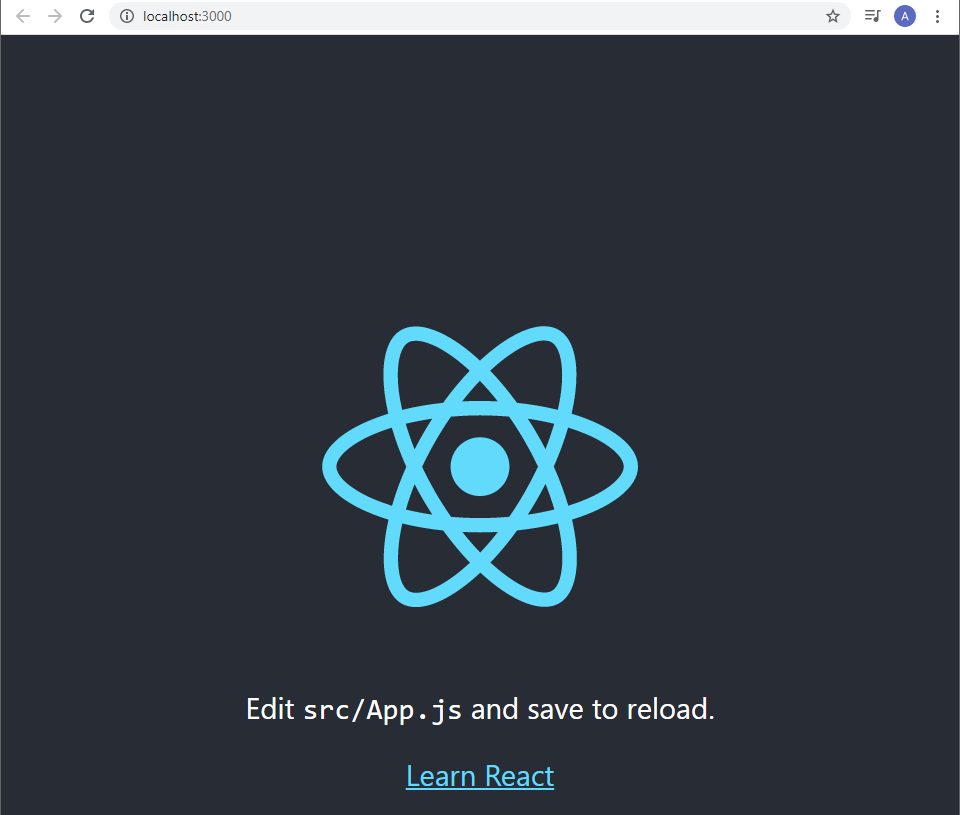 localhost:3000
A
Edit src/App.js and save to reload.
Learn React